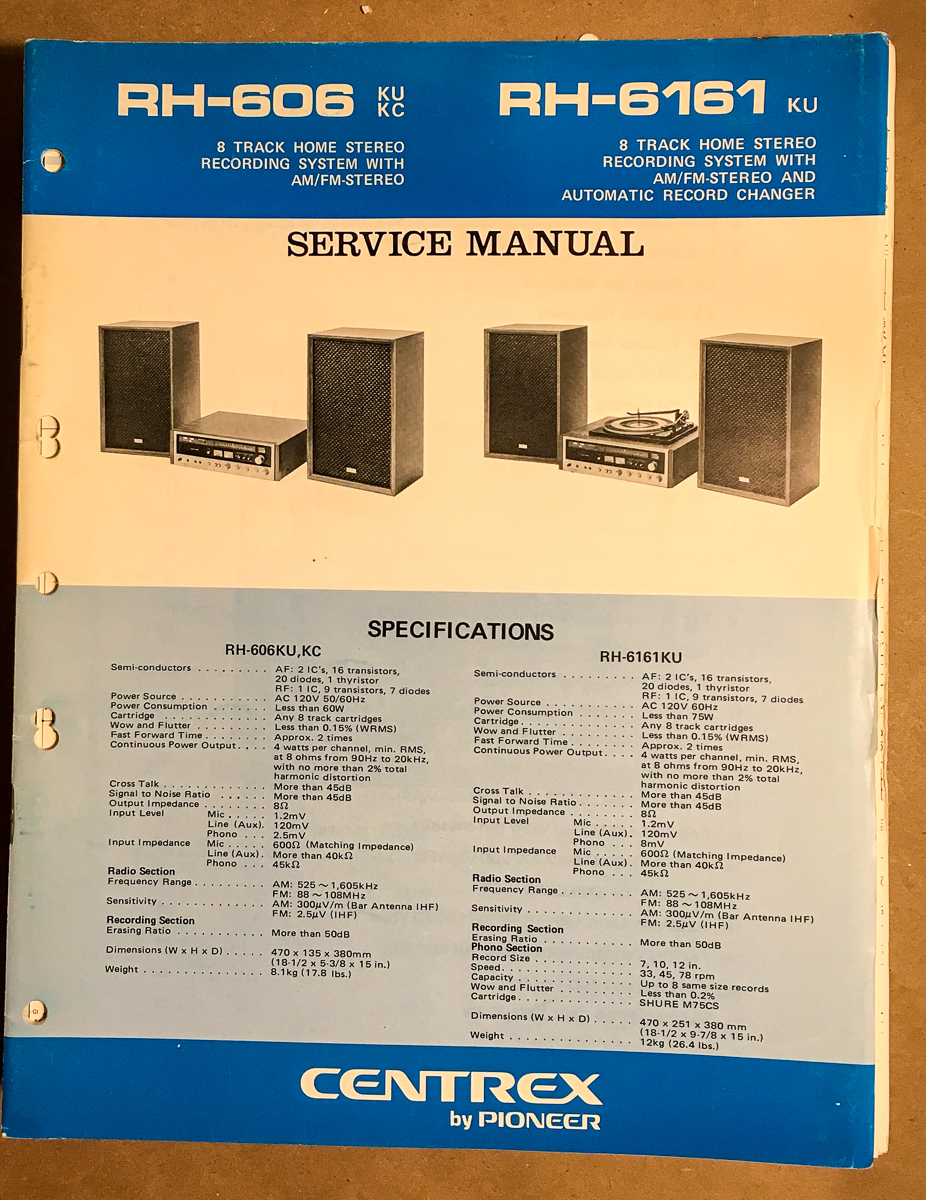 RH-606 KU
KC
8 TRACK HOME STEREO
RECORDING SYSTEM WITH
AM/FM-STEREO
RH-6161 KU
8 TRACK HOME STEREO
RECORDING SYSTEM WITH
AM/FM-STEREO AND
AUTOMATIC RECORD CHANGER
SERVICE MANUAL
SPECIFICATIONS
RH-606KU,KC
Semi-conductors . . . . . . . . . AF: 2 IC's, 16 transistors,
20 diodes, 1 thyristor
RF: 1 IC, 9 transistors, 7 diodes
Power Source . . . . . . . . . . . AC 120V 50/60Hz
Power Consumption . . . . . . . Less than 60W
Cartridge . . . . . . . . . . . . . Any 8 track cartridges
Wow and Flutter . . . . . . . . . Less than 0.15% (WRMS)
Fast Forward Time . . . . . . . . Approx. 2 times
Continuous Power Output . . . . 4 watts per channel, min. RMS,
at 8 ohms from 90Hz to 20kHz,
with no more than 2% total
harmonic distortion
Cross Talk . . . . . . . . . . . . . More than 45dB
Signal to Noise Ratio . . . . . . More than 45dB
Output Impedance . . . . . . . . 8Ω
Input Level Mic . . . . . 1.2mV
Line (Aux). 120mV
Phono . . . 2.5mV
Input Impedance Mic . . . . . 600Ω (Matching Impedance)
Line (Aux). More than 40kΩ
Phono . . . 45kΩ
Radio Section
Frequency Range . . . . . . . . . AM: 525 ~ 1,605kHz
FM: 88 ~ 108MHz
Sensitivity . . . . . . . . . . . . . AM: 300μV/m (Bar Antenna IHF)
FM: 2.5μV (IHF)
Recording Section
Erasing Ratio . . . . . . . . . . . More than 50dB
Dimensions (W x H x D) . . . . . 470 x 135 x 380mm
(18-1/2 x 5-3/8 x 15 in.)
Weight . . . . . . . . . . . . . . . 8.1kg (17.8 lbs.)
RH-6161KU
Semi-conductors . . . . . . . . . AF: 2 IC's, 16 transistors,
20 diodes, 1 thyristor
RF: 1 IC, 9 transistors, 7 diodes
Power Source . . . . . . . . . . . AC 120V 60Hz
Power Consumption . . . . . . . Less than 75W
Cartridge . . . . . . . . . . . . . Any 8 track cartridges
Wow and Flutter . . . . . . . . . Less than 0.15% (WRMS)
Fast Forward Time . . . . . . . . Approx. 2 times
Continuous Power Output . . . . 4 watts per channel, min. RMS,
at 8 ohms from 90Hz to 20kHz,
with no more than 2% total
harmonic distortion
Cross Talk . . . . . . . . . . . . . More than 45dB
Signal to Noise Ratio . . . . . . . More than 45dB
Output Impedance . . . . . . . . 8Ω
Input Level Mic . . . . . 1.2mV
Line (Aux). 120mV
Phono . . . 8mV
Input Impedance Mic . . . . . 600Ω (Matching Impedance)
Line (Aux). More than 40kΩ
Phono . . . 45kΩ
Radio Section
Frequency Range . . . . . . . . . AM: 525 ~ 1,605kHz
FM: 88 ~ 108MHz
Sensitivity . . . . . . . . . . . . . AM: 300μV/m (Bar Antenna IHF)
FM: 2.5μV (IHF)
Recording Section
Erasing Ratio . . . . . . . . . . . More than 50dB
Phono Section
Record Size . . . . . . . . . . . . 7, 10, 12 in.
Speed. . . . . . . . . . . . . . . . 33, 45, 78 rpm
Capacity . . . . . . . . . . . . . . Up to 8 same size records
Wow and Flutter . . . . . . . . . Less than 0.2%
Cartridge. . . . . . . . . . . . . . SHURE M75CS
Dimensions (W x H x D) . . . . . 470 x 251 x 380 mm
(18-1/2 x 9-7/8 x 15 in.)
Weight . . . . . . . . . . . . . . . 12kg (26.4 lbs.)
CENTREX
by PIONEER